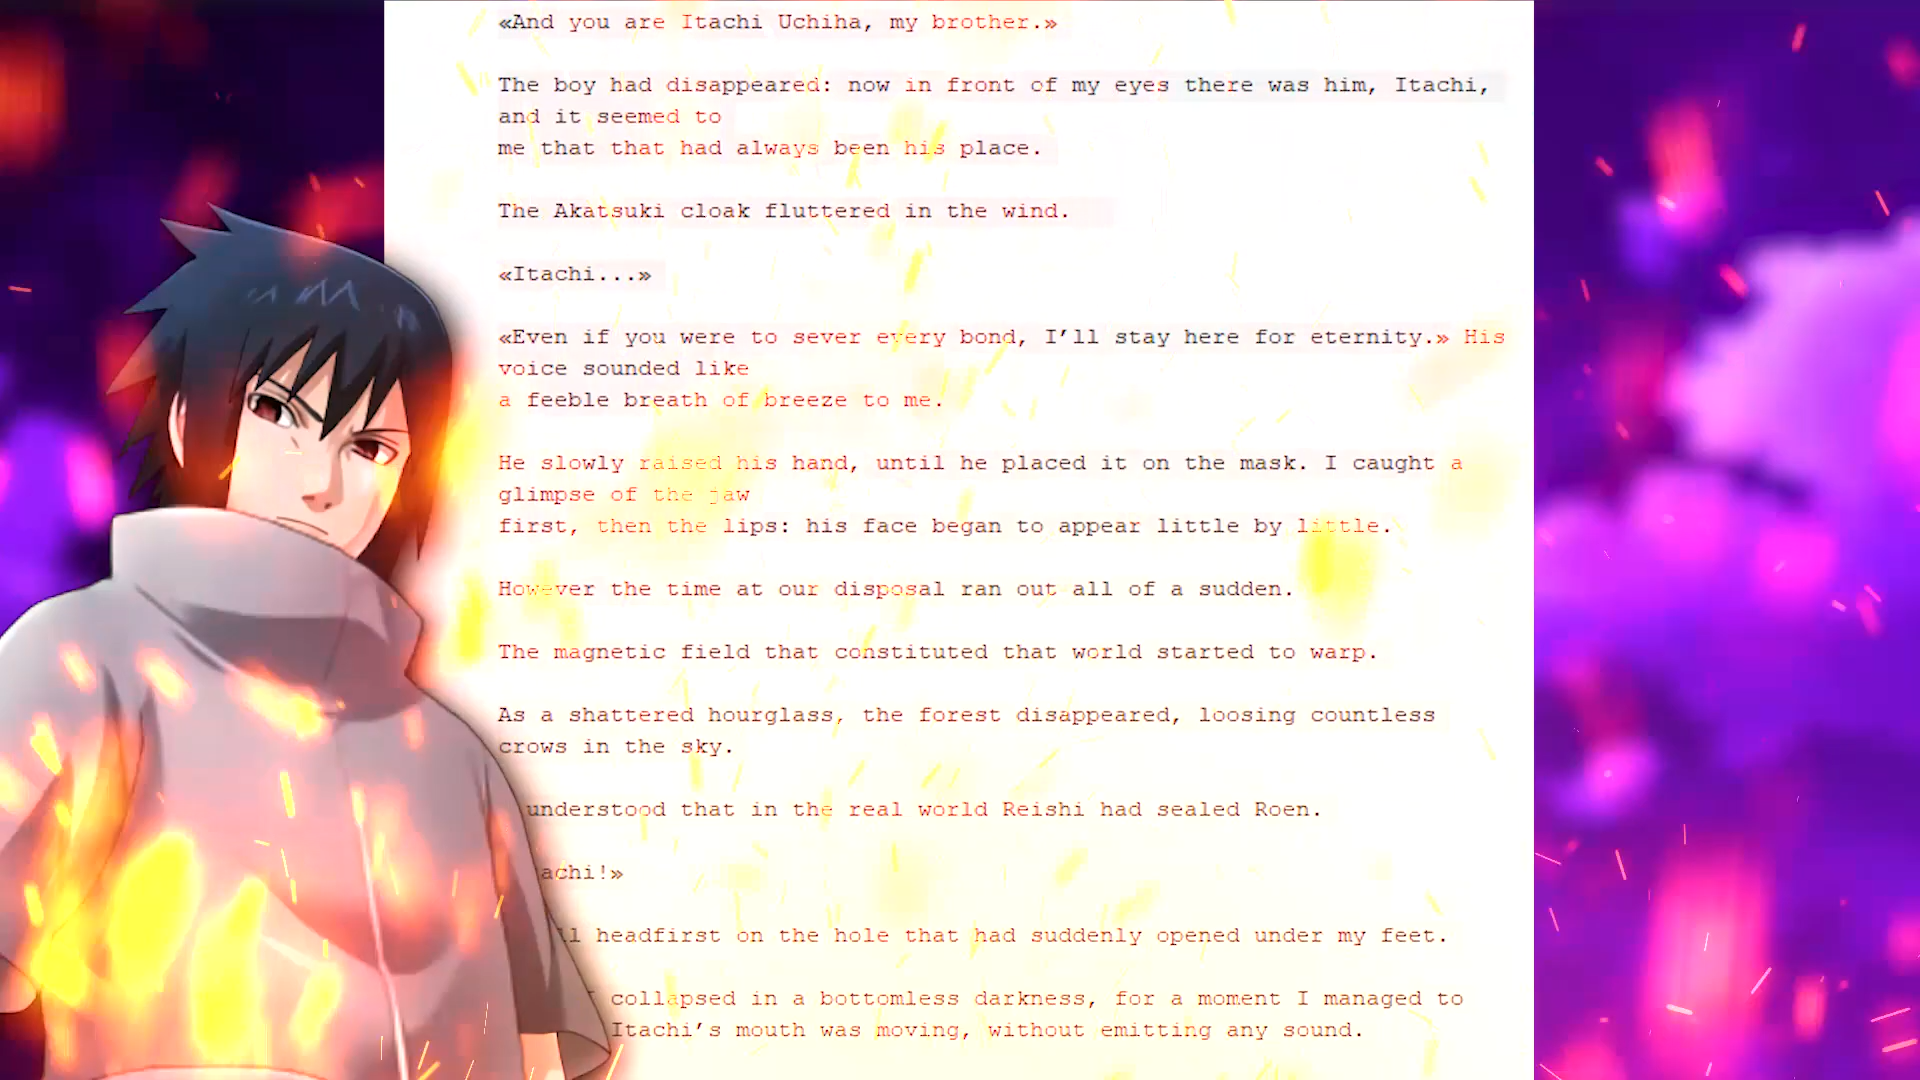 «And you are Itachi Uchiha, my brother.»
The boy had disappeared: now in front of my eyes there was him, Itachi,
and it seemed to
me that that had always been his place.
The Akatsuki cloak fluttered in the wind.
«Itachi...»
«Even if you were to sever every bond, I’ll stay here for eternity.» His
voice sounded like
a feeble breath of breeze to me.
He slowly raised his hand, until he placed it on the mask. I caught a
glimpse of the jaw
first, then the lips: his face began to appear little by little.
However the time at our disposal ran out all of a sudden.
The magnetic field that constituted that world started to warp.
As a shattered hourglass, the forest disappeared, loosing countless
crows in the sky.
understood that in the real world Reishi had sealed Roen.
achi!»
headfirst on the hole that had suddenly opened under my feet.
I collapsed in a bottomless darkness, for a moment I managed to
Itachi’s mouth was moving, without emitting any sound.